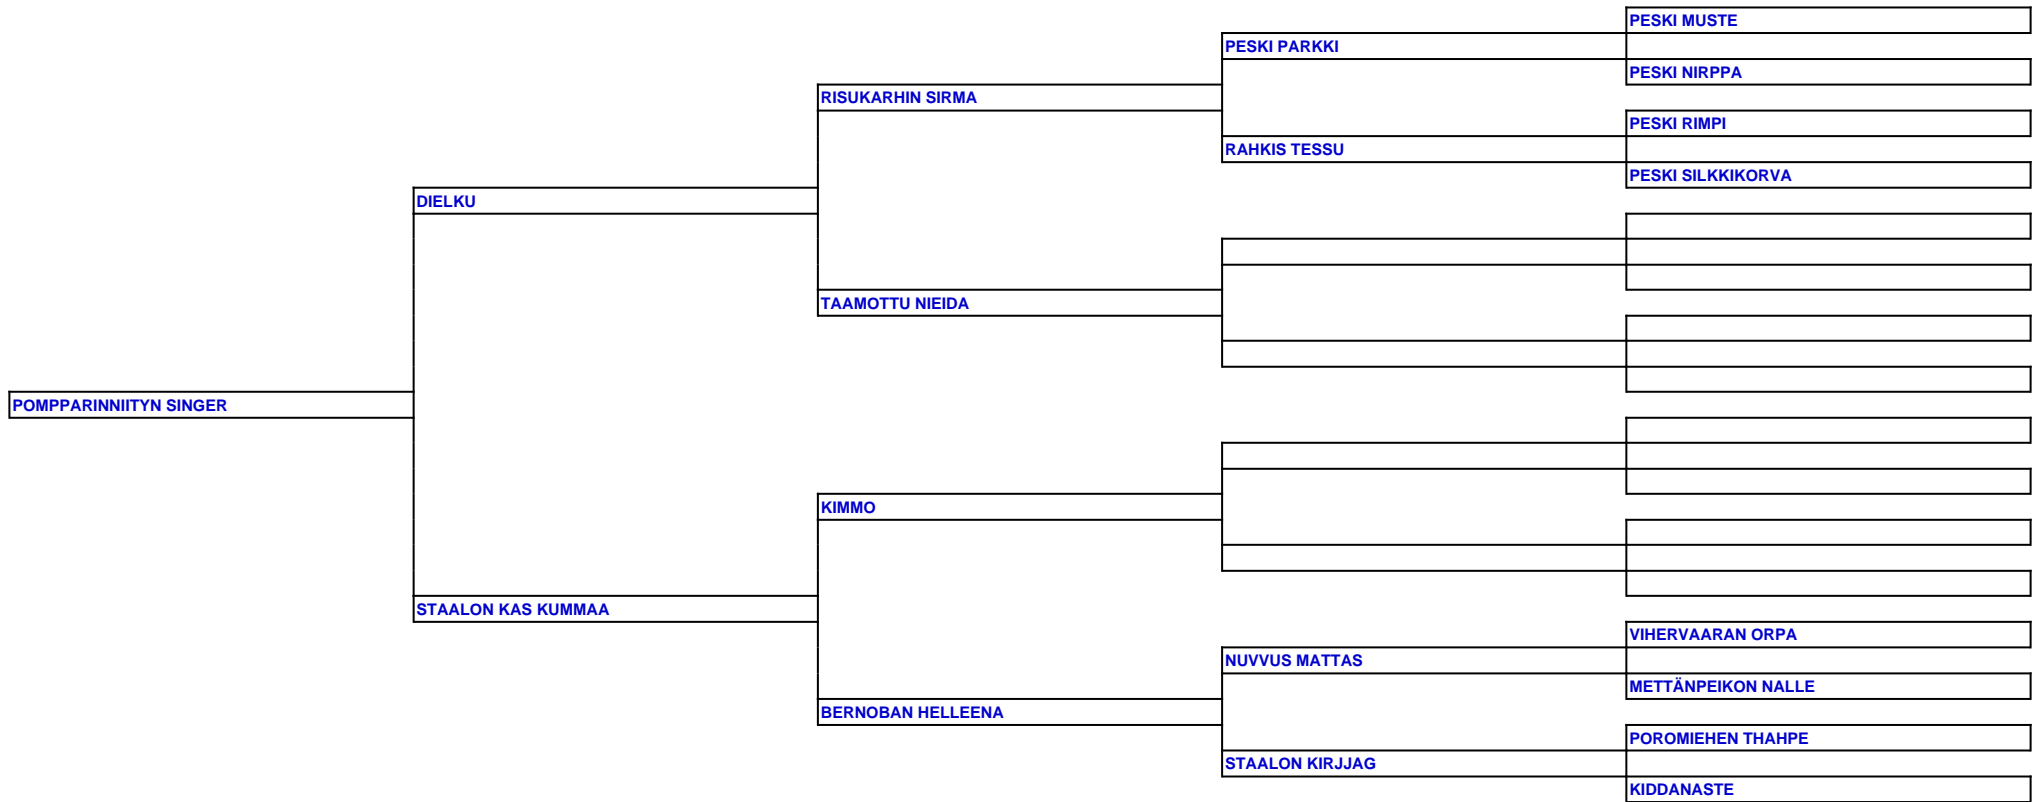 PESKI MUSTE
PESKI PARKKI
PESKI NIRPPA
RISUKARHIN SIRMA
PESKI RIMPI
RAHKIS TESSU
PESKI SILKKIKORVA
DIELKU
TAAMOTTU NIEIDA
POMPPARINNIITYN SINGER
KIMMO
STAALON KAS KUMMAA
VIHERVAARAN ORPA
NUVVUS MATTAS
METTÄNPEIKON NALLE
BERNOBAN HELLEENA
POROMIEHEN THAHPE
STAALON KIRJJAG
KIDDANASTE